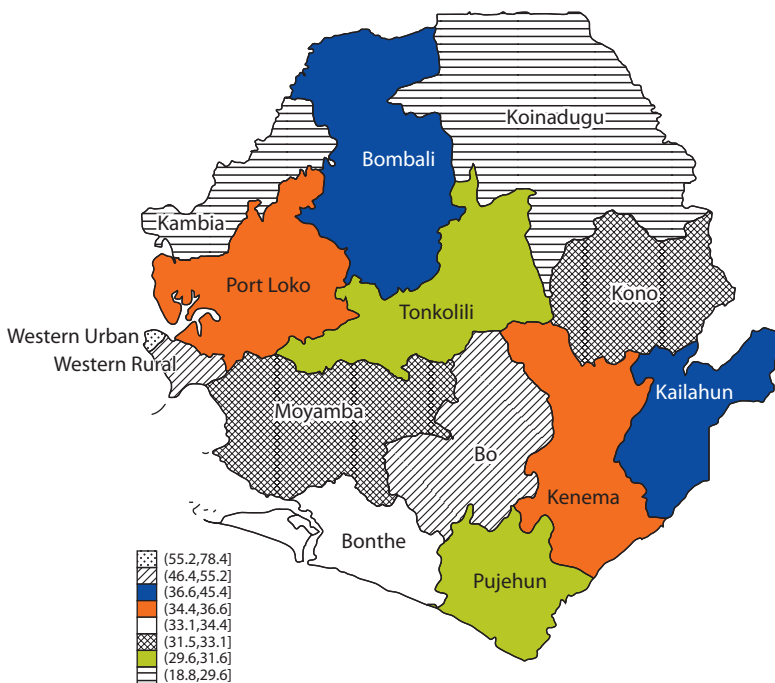 Koinadugu
Bombali
Kambia
Port Loko
Kono
Tonkolili
Western Urban
Western Rural
Kailahun
Moyamba
Bo
Kenema
Bonthe
Pujehun
(55.2,78.4]
(46.4,55.2]
(36.6,45.4]
(34.4,36.6]
(33.1,34.4]
(31.5,33.1]
(29.6,31.6]
(18.8,29.6]